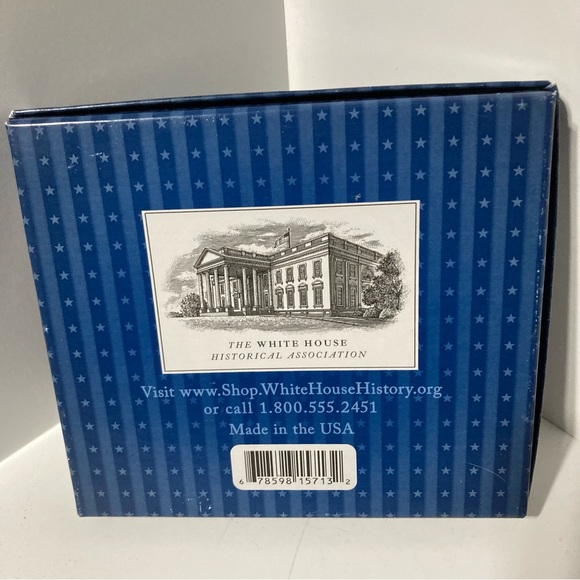 THE WHITE HOUSE
HISTORICAL ASSOCIATION
Visit www.Shop.WhiteHouseHistory.org
or call 1.800.555.2451
Made in the USA
6 78598 15713 2